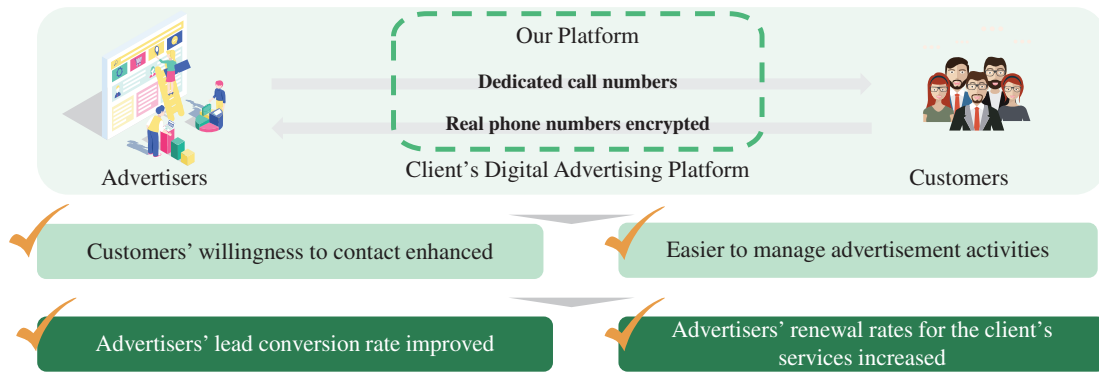 Our Platform
Dedicated call numbers
Real phone numbers encrypted
Client's Digital Advertising Platform
Advertisers
Customers
Customers' willingness to contact enhanced
Easier to manage advertisement activities
Advertisers' lead conversion rate improved
Advertisers' renewal rates for the client's
services increased